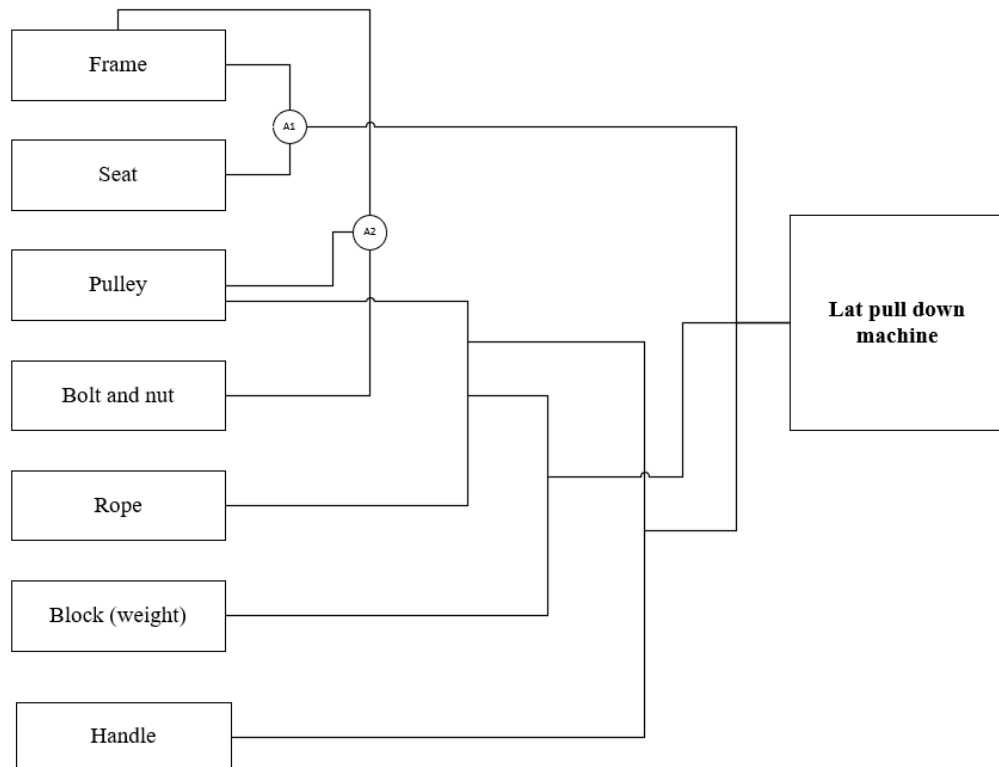 Frame
A1
Seat
A2
Pulley
Lat pull down
machine
Bolt and nut
Rope
Block (weight)
Handle